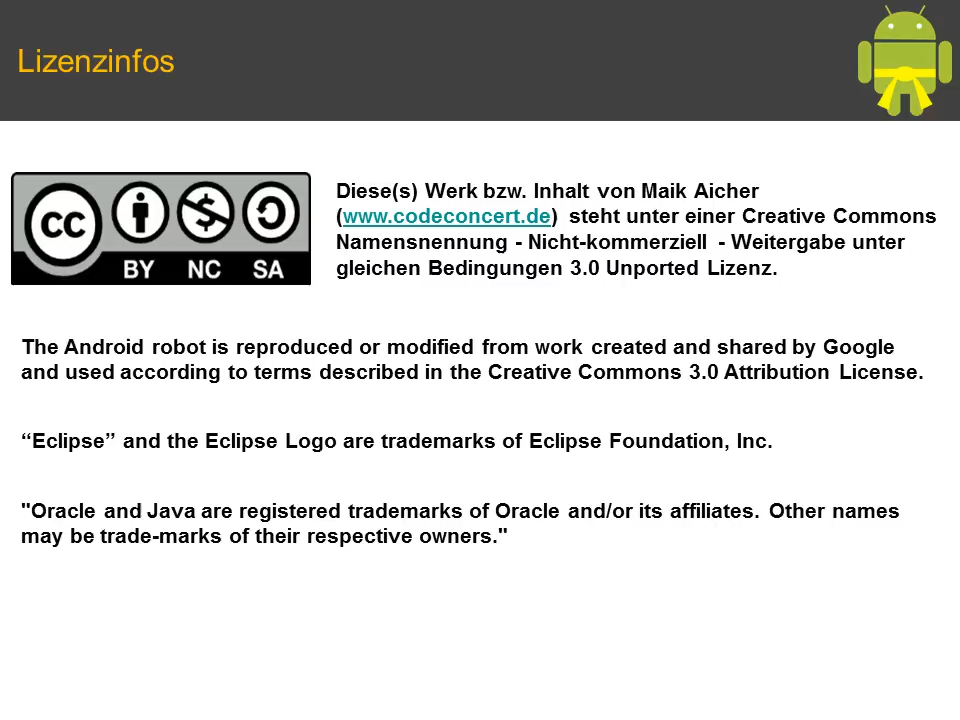 Lizenzinfos
cc
BY NC SA
Diese(s) Werk bzw. Inhalt von Maik Aicher
(www.codeconcert.de) steht unter einer Creative Commons
Namensnennung - Nicht-kommerziell - Weitergabe unter
gleichen Bedingungen 3.0 Unported Lizenz.
The Android robot is reproduced or modified from work created and shared by Google
and used according to terms described in the Creative Commons 3.0 Attribution License.
“Eclipse” and the Eclipse Logo are trademarks of Eclipse Foundation, Inc.
"Oracle and Java are registered trademarks of Oracle and/or its affiliates. Other names
may be trade-marks of their respective owners."